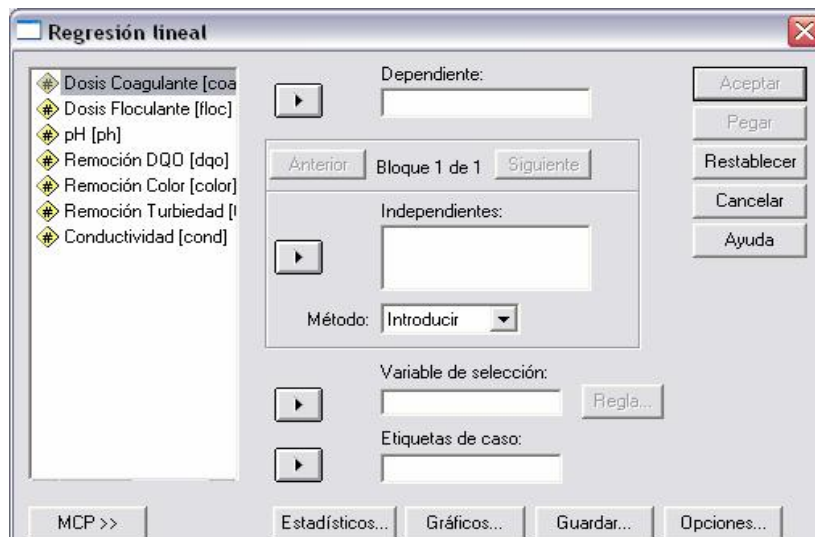 Regresión lineal
Dosis Coagulante [coa
Dosis Floculante [floc]
pH [ph]
Remoción DQO [dqo]
Remoción Color [color]
Remoción Turbiedad [t
Conductividad [cond]
Dependiente:
Anterior Bloque 1 de 1 Siguiente
Independientes:
Método: Introducir
Variable de selección:
Regla...
Etiquetas de caso:
Aceptar
Pegar
Restablecer
Cancelar
Ayuda
MCP >> Estadísticos... Gráficos... Guardar... Opciones...